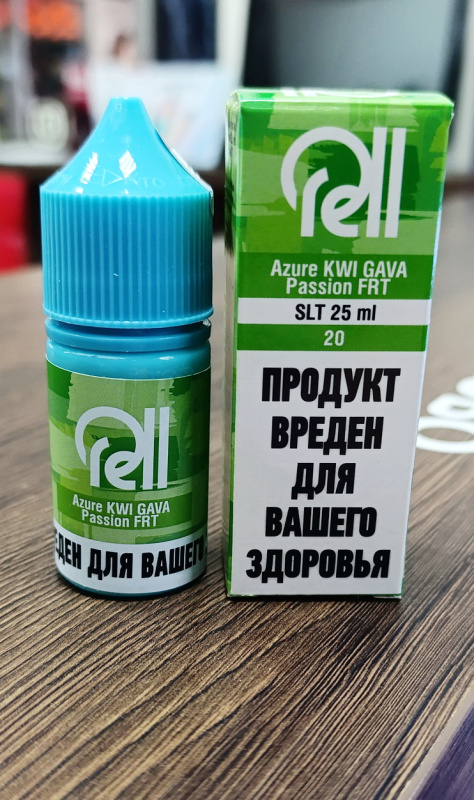 rell
Azure KWI GAVA
Passion FRT
ЕДЕН ДЛЯ ВАШЕГО
rell
Azure KWI GAVA
Passion FRT
SLT 25 ml
20
ПРОДУКТ
ВРЕДЕН
ДЛЯ
ВАШЕГО
ЗДОРОВЬЯ